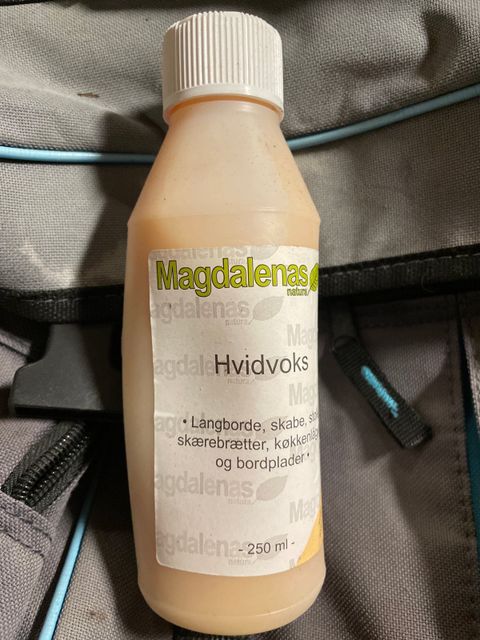 Magdalenas
natura
Hvidvoks
• Langborde, skabe,
skærebrætter,
og bordplader •
- 250 ml -